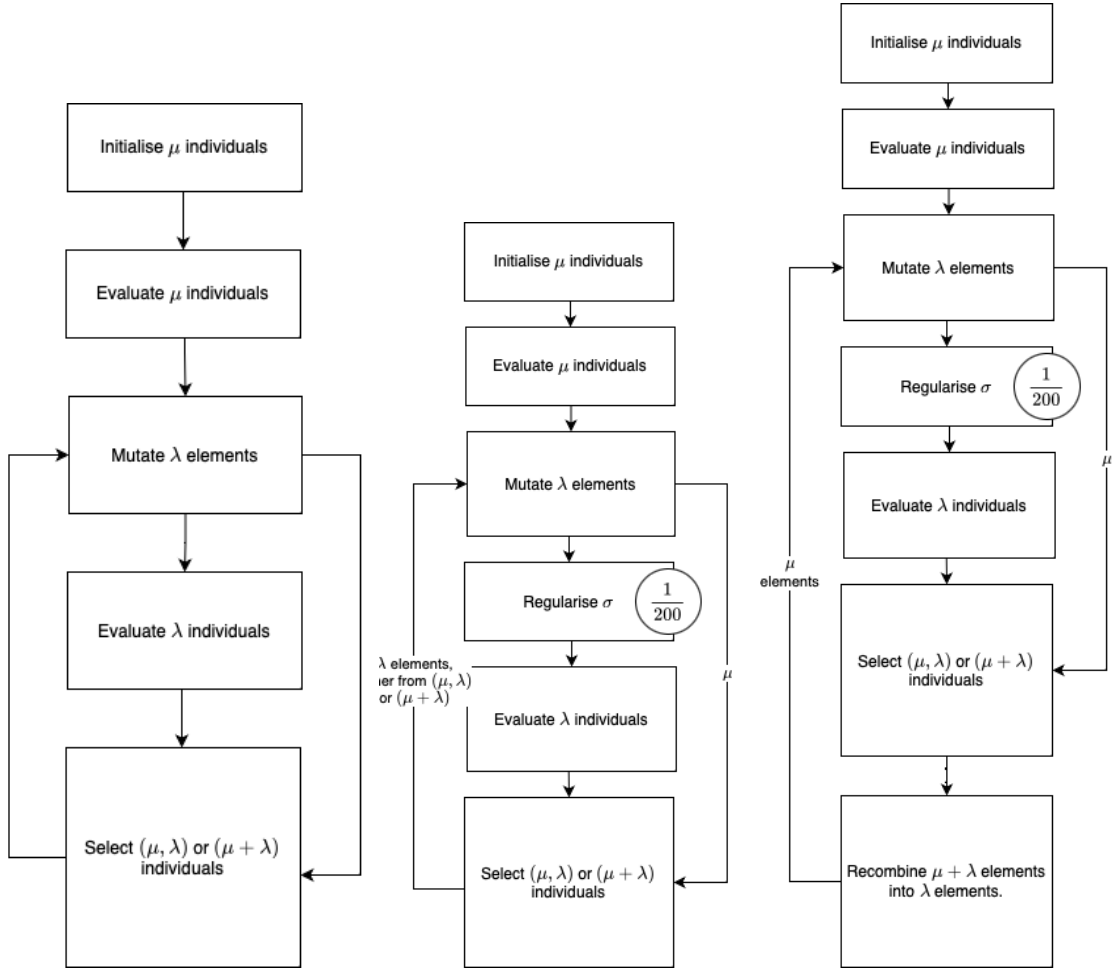 Initialise μ individuals
Evaluate μ individuals
Mutate λ elements
Evaluate λ individuals
Select (μ, λ) or (μ + λ)
individuals
Initialise μ individuals
Evaluate μ individuals
Mutate λ elements
Regularise σ
1
200
λ elements,
from (μ, λ)
or (μ + λ)
μ
Evaluate λ individuals
Select (μ, λ) or (μ + λ)
individuals
Initialise μ individuals
Evaluate μ individuals
Mutate λ elements
Regularise σ
1
200
μ
μ
elements
Evaluate λ individuals
Select (μ, λ) or (μ + λ)
individuals
Recombine μ + λ elements
into λ elements.